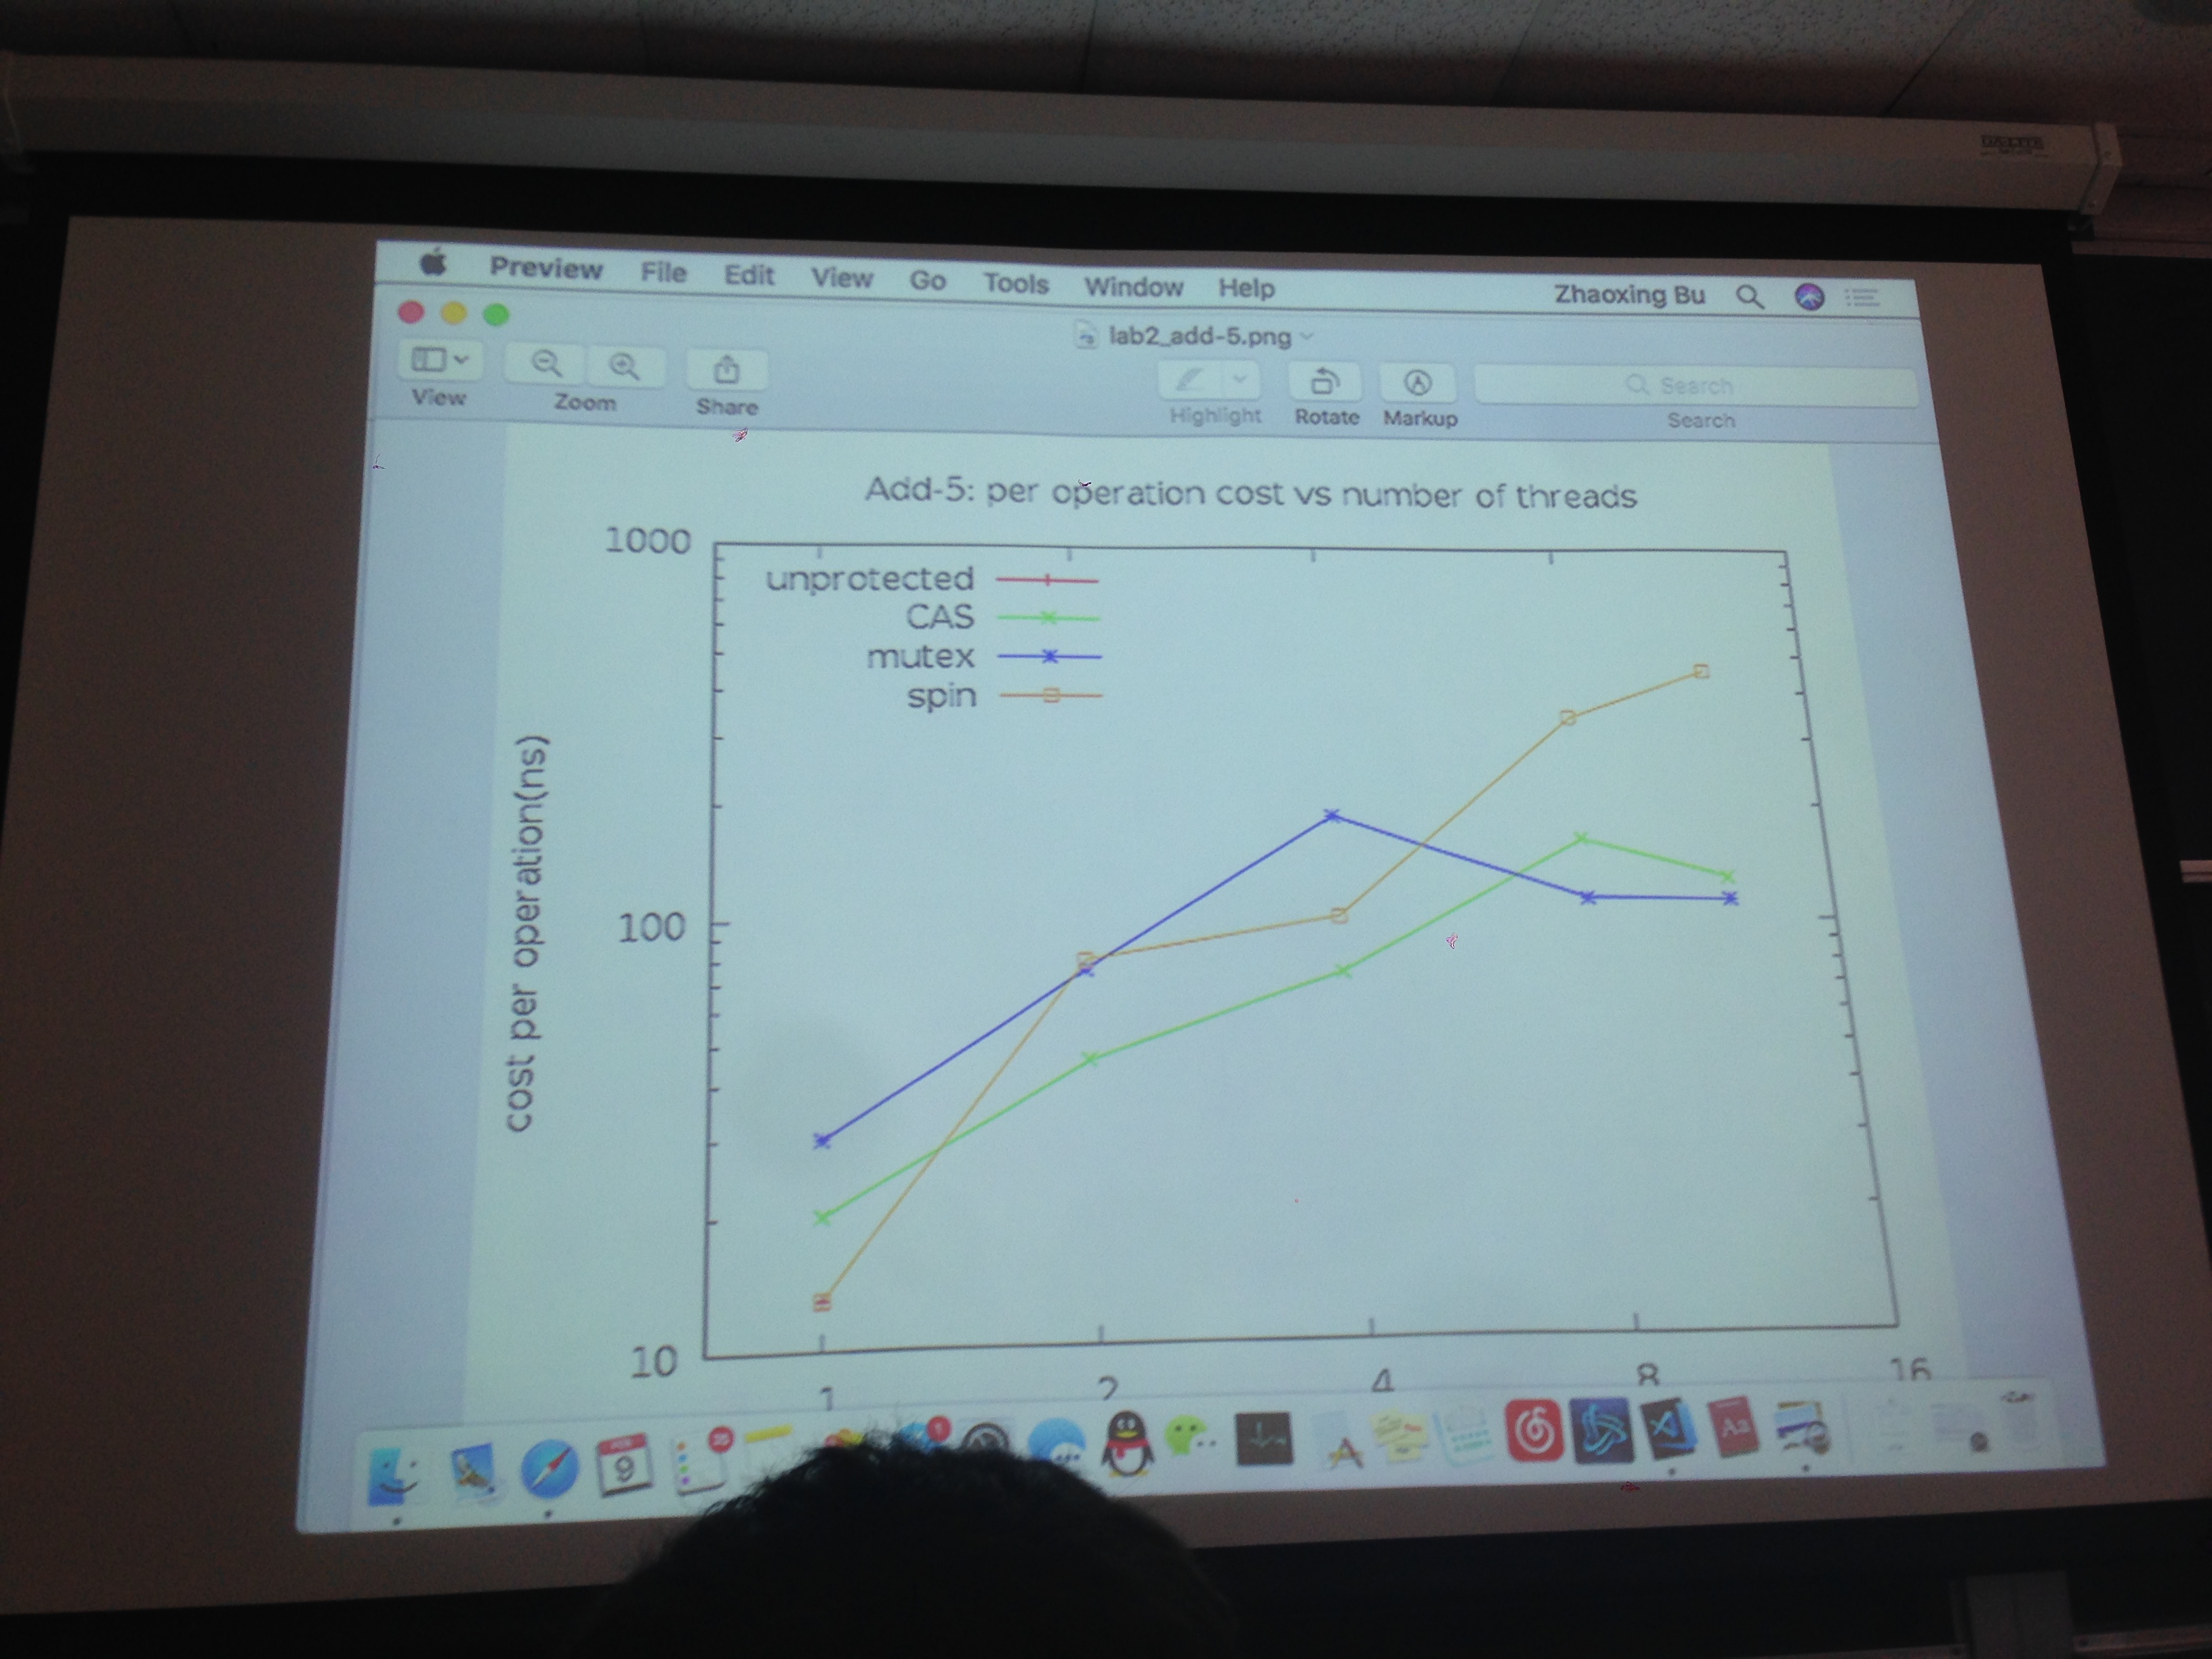 Preview File Edit View Go Tools Window Help Zhaoxing Bu
lab2_add-5.png
View Zoom Share Highlight Rotate Markup Search
Search
Add-5: per operation cost vs number of threads
1000
unprotected
CAS
mutex
spin
cost per operation(ns)
100
10
1 2 4 8 16
9
Aa